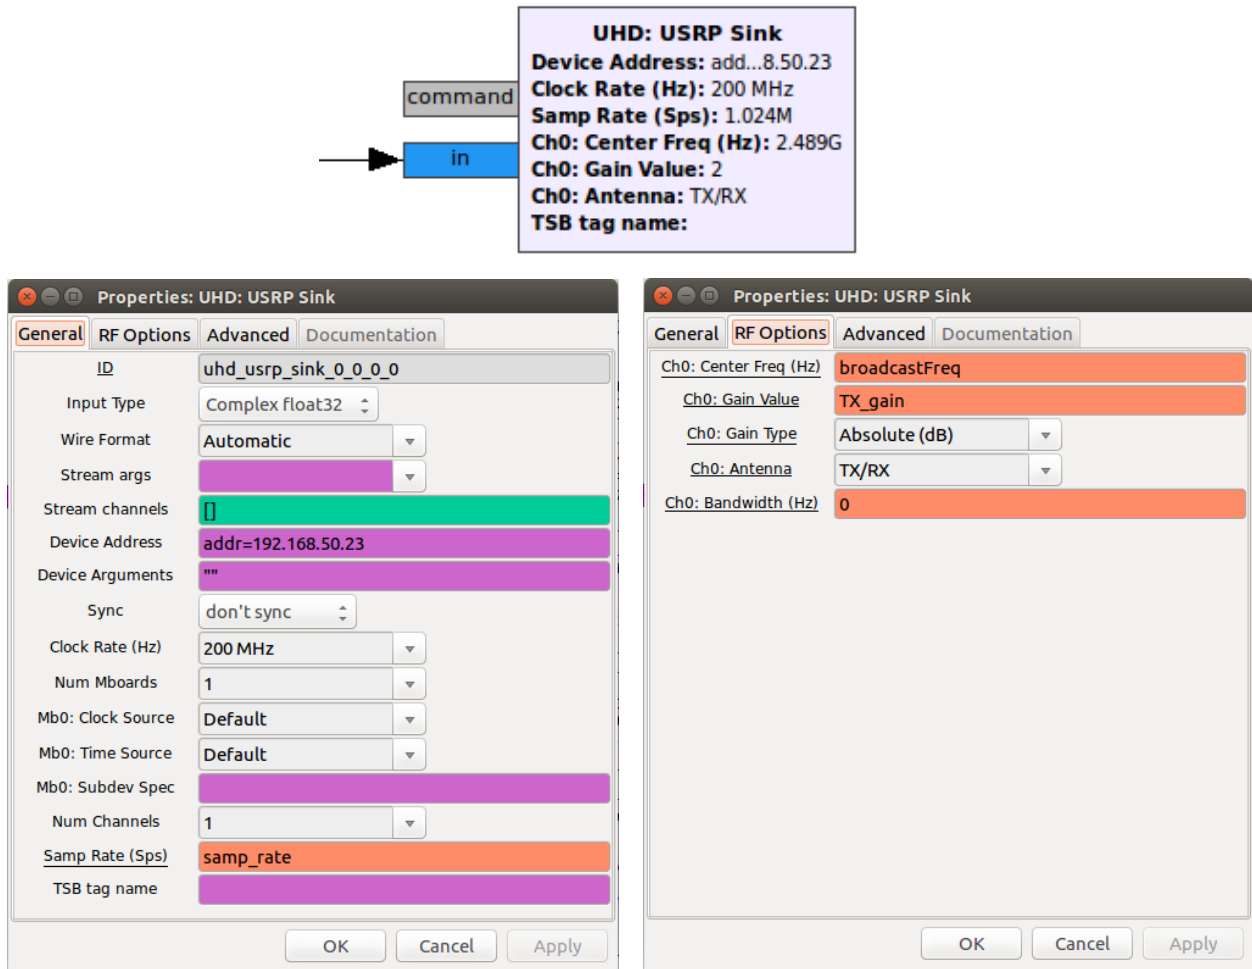 UHD: USRP Sink
Device Address: add...8.50.23
command
Clock Rate (Hz): 200 MHz
Samp Rate (Sps): 1.024M
Ch0: Center Freq (Hz): 2.489G
in
Ch0: Gain Value: 2
Ch0: Antenna: TX/RX
TSB tag name:
Properties: UHD: USRP Sink
General RF Options Advanced Documentation
ID uhd_usrp_sink_0_0_0_0
Input Type Complex float32
Wire Format Automatic
Stream args
Stream channels []
Device Address addr=192.168.50.23
Device Arguments ""
Sync don't sync
Clock Rate (Hz) 200 MHz
Num Mboards 1
Mb0: Clock Source Default
Mb0: Time Source Default
Mb0: Subdev Spec
Num Channels 1
Samp Rate (Sps) samp_rate
TSB tag name
OK Cancel Apply
Properties: UHD: USRP Sink
General RF Options Advanced Documentation
Ch0: Center Freq (Hz) broadcastFreq
Ch0: Gain Value TX_gain
Ch0: Gain Type Absolute (dB)
Ch0: Antenna TX/RX
Ch0: Bandwidth (Hz) 0
OK Cancel Apply